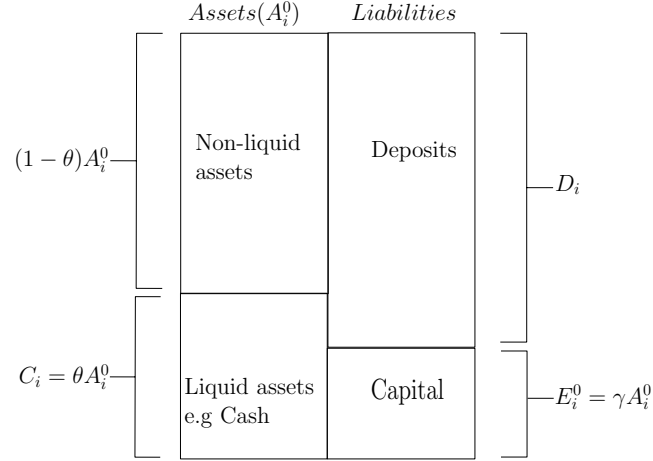 Assets(A_i^0) Liabilities
Non-liquid
assets
Deposits
(1 − θ)A_i^0
D_i
C_i = θA_i^0
Liquid assets
e.g Cash
Capital
E_i^0 = γA_i^0